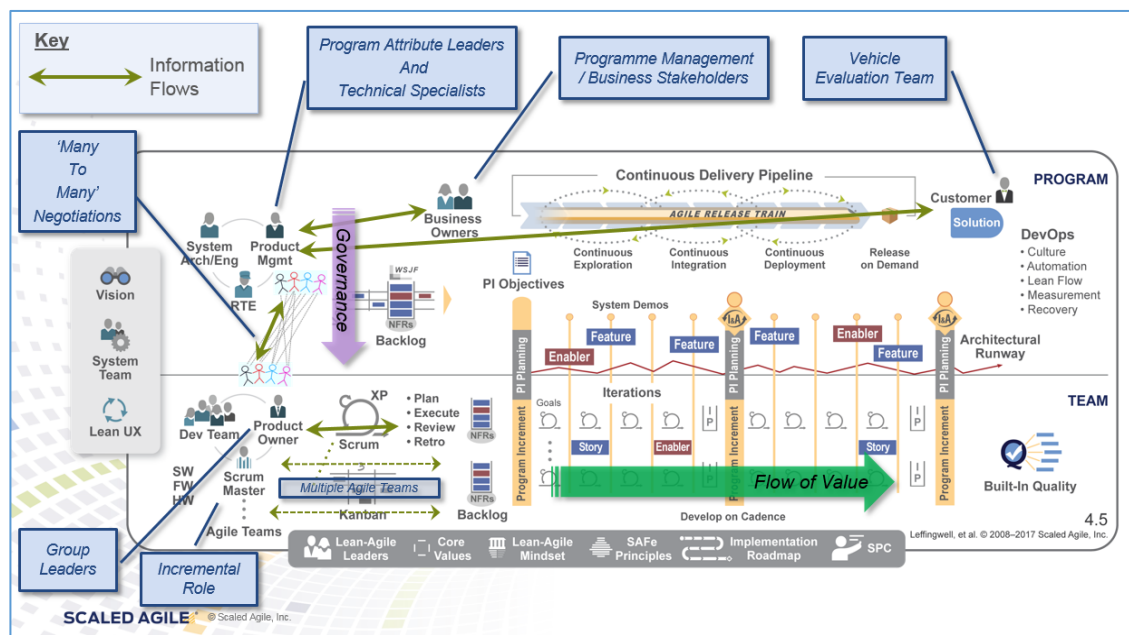 Key
Information
Flows
Program Attribute Leaders
And
Technical Specialists
Programme Management
/ Business Stakeholders
Vehicle
Evaluation Team
‘Many
To
Many’
Negotiations
PROGRAM
Continuous Delivery Pipeline
AGILE RELEASE TRAIN
Continuous
Exploration
Continuous
Integration
Continuous
Deployment
Release
on Demand
Customer
Solution
DevOps
• Culture
• Automation
• Lean Flow
• Measurement
• Recovery
Business
Owners
System
Arch/Eng
Product
Mgmt
RTE
Governance
WSJF
NFRs
Backlog
PI Objectives
System Demos
Vision
System
Team
Lean UX
PI Planning
Enabler
Feature
Feature
I&A
PI Planning
Feature
Enabler
Feature
I&A
PI Planning
Architectural
Runway
TEAM
Dev Team
Product
Owner
Scrum
Master
SW
FW
HW
Agile Teams
XP
Scrum
• Plan
• Execute
• Review
• Retro
Multiple Agile Teams
Kanban
NFRs
NFRs
Backlog
Program Increment
Iterations
Goals
Story
Enabler
I
P
I
P
Program Increment
Story
I
P
I
P
Program Increment
Flow of Value
Develop on Cadence
Built-In Quality
4.5
Leffingwell, et al. © 2008–2017 Scaled Agile, Inc.
Lean-Agile
Leaders
Core
Values
Lean-Agile
Mindset
SAFe
Principles
Implementation
Roadmap
SPC
Group
Leaders
Incremental
Role
SCALED AGILE
© Scaled Agile, Inc.